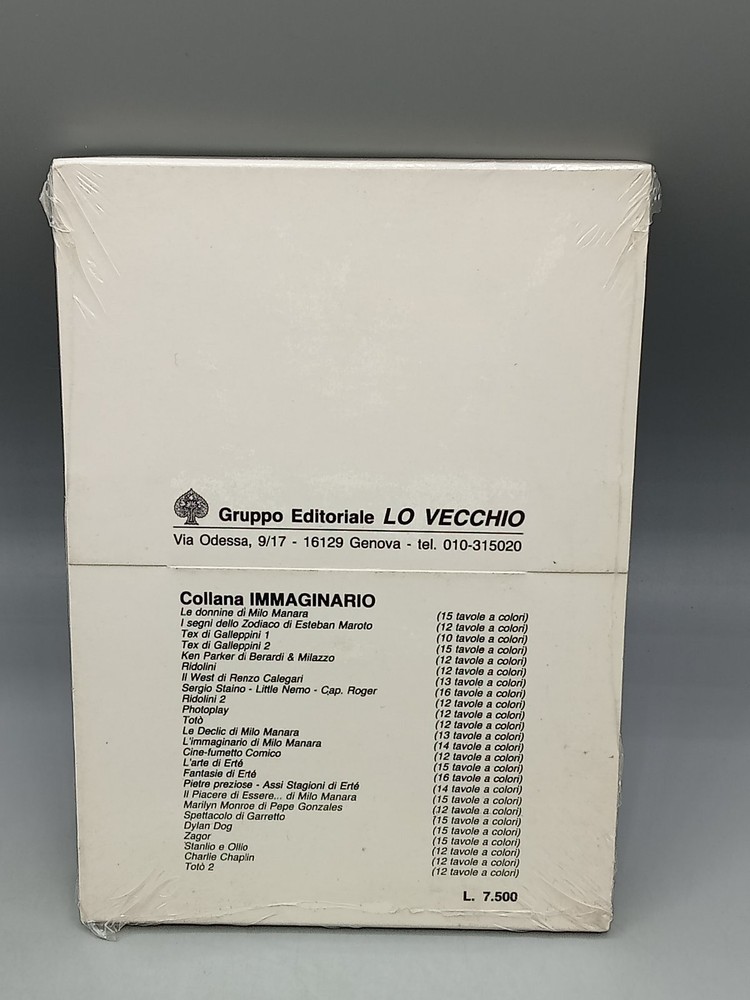 Gruppo Editoriale LO VECCHIO
Via Odessa, 9/17 - 16129 Genova - tel. 010-315020
Collana IMMAGINARIO
Le donnine di Milo Manara (15 tavole a colori)
I segni dello Zodiaco di Esteban Maroto (12 tavole a colori)
Tex di Galleppini 1 (10 tavole a colori)
Tex di Galleppini 2 (15 tavole a colori)
Ken Parker di Berardi & Milazzo (12 tavole a colori)
Ridolini (12 tavole a colori)
Il West di Renzo Calegari (13 tavole a colori)
Sergio Staino - Little Nemo - Cap. Roger (16 tavole a colori)
Ridolini 2 (12 tavole a colori)
Photoplay (12 tavole a colori)
Totò (12 tavole a colori)
Le Declic di Milo Manara (13 tavole a colori)
L'immaginario di Milo Manara (14 tavole a colori)
Cine-fumetto Comico (12 tavole a colori)
L'arte di Erté (15 tavole a colori)
Fantasie di Erté (16 tavole a colori)
Pietre preziose - Assi Stagioni di Erté (14 tavole a colori)
Il Piacere di Essere... di Milo Manara (15 tavole a colori)
Marilyn Monroe di Pepe Gonzales (12 tavole a colori)
Spettacolo di Garretto (15 tavole a colori)
Dylan Dog (15 tavole a colori)
Zagor (15 tavole a colori)
Stanlio e Ollio (12 tavole a colori)
Charlie Chaplin (12 tavole a colori)
Totò 2 (12 tavole a colori)
L. 7.500